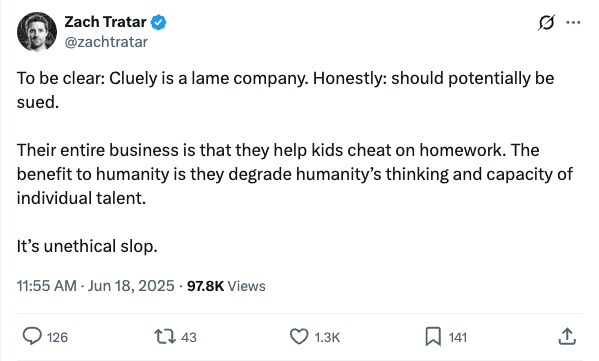 Zach Tratar
@zachtratar
To be clear: Cluely is a lame company. Honestly: should potentially be
sued.
Their entire business is that they help kids cheat on homework. The
benefit to humanity is they degrade humanity’s thinking and capacity of
individual talent.
It’s unethical slop.
11:55 AM · Jun 18, 2025 · 97.8K Views
126 43 1.3K 141